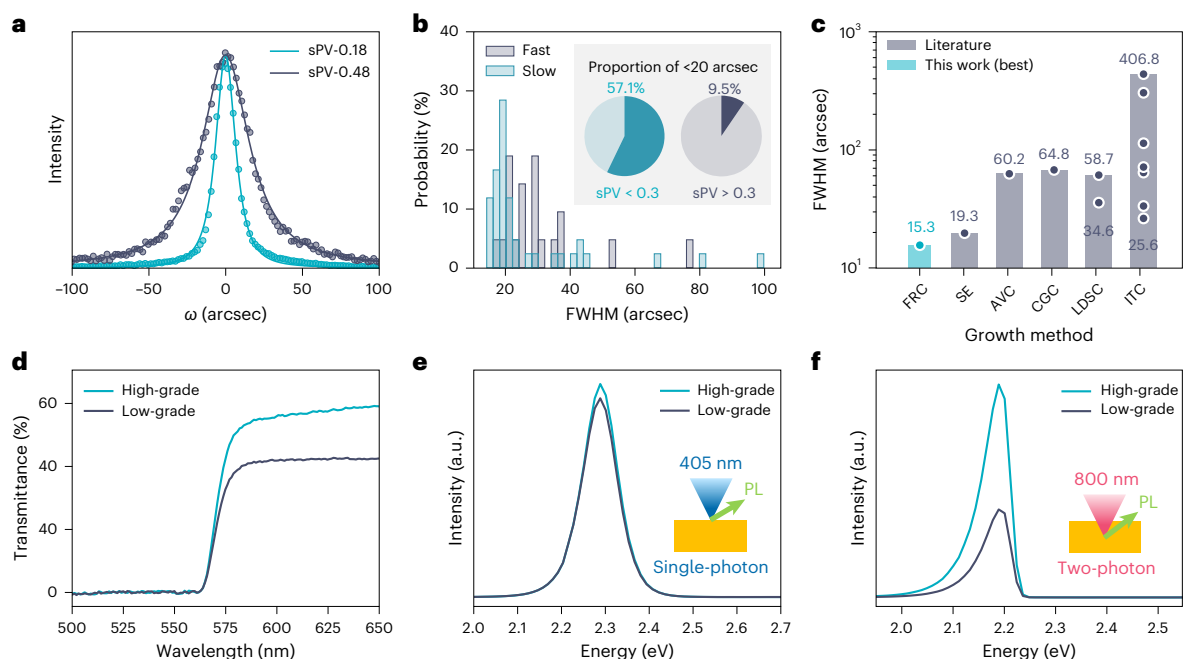 a
sPV-0.18
sPV-0.48
Intensity
−100
−50
0
50
100
ω (arcsec)
b
40
30
20
10
0
Probability (%)
Fast
Slow
Proportion of <20 arcsec
57.1%
9.5%
sPV < 0.3
sPV > 0.3
20
40
60
80
100
FWHM (arcsec)
c
10³
10²
10¹
FWHM (arcsec)
Literature
This work (best)
15.3
19.3
60.2
64.8
58.7
34.6
406.8
25.6
FRC
SE
AVC
CGC
LDSC
ITC
Growth method
d
High-grade
Low-grade
60
40
40
0
Transmittance (%)
500
525
550
575
600
625
650
Wavelength (nm)
e
High-grade
Low-grade
Intensity (a.u.)
405 nm
PL
Single-photon
2.0
2.1
2.2
2.3
2.4
2.5
2.6
2.7
Energy (eV)
f
High-grade
Low-grade
Intensity (a.u.)
800 nm
PL
Two-photon
2.0
2.1
2.2
2.3
2.4
2.5
Energy (eV)